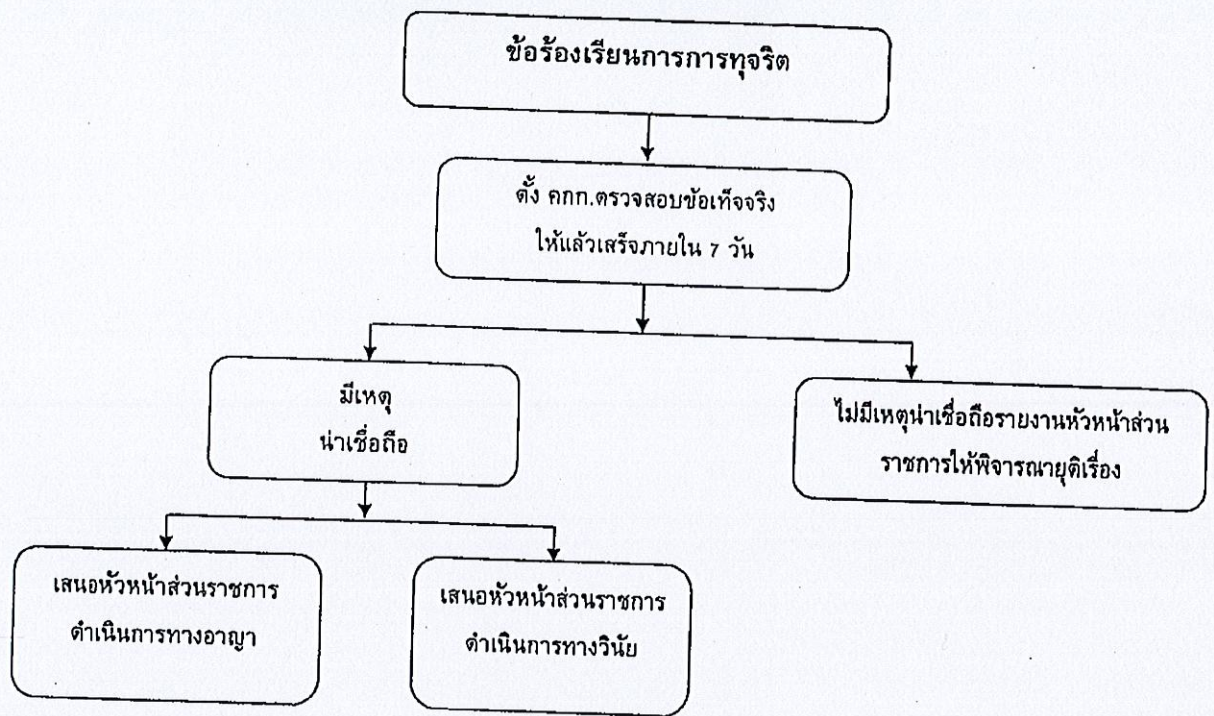 ข้อร้องเรียนการการทุจริต
ตั้ง คกก.ตรวจสอบข้อเท็จจริง
ให้แล้วเสร็จภายใน 7 วัน
มีเหตุ
น่าเชื่อถือ
ไม่มีเหตุน่าเชื่อถือรายงานหัวหน้าส่วน
ราชการให้พิจารณายุติเรื่อง
เสนอหัวหน้าส่วนราชการ
ดำเนินการทางอาญา
เสนอหัวหน้าส่วนราชการ
ดำเนินการทางวินัย